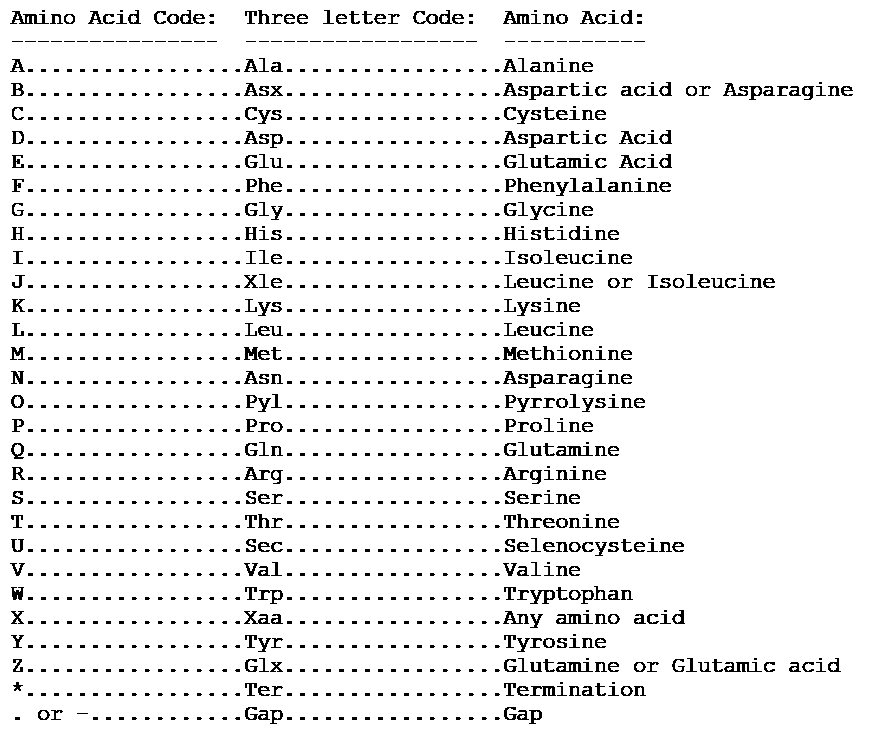 Amino Acid Code:  Three letter Code:  Amino Acid:
----------------  ------------------  -----------
A.................Ala.................Alanine
B.................Asx.................Aspartic acid or Asparagine
C.................Cys.................Cysteine
D.................Asp.................Aspartic Acid
E.................Glu.................Glutamic Acid
F.................Phe.................Phenylalanine
G.................Gly.................Glycine
H.................His.................Histidine
I.................Ile.................Isoleucine
J.................Xle.................Leucine or Isoleucine
K.................Lys.................Lysine
L.................Leu.................Leucine
M.................Met.................Methionine
N.................Asn.................Asparagine
O.................Pyl.................Pyrrolysine
P.................Pro.................Proline
Q.................Gln.................Glutamine
R.................Arg.................Arginine
S.................Ser.................Serine
T.................Thr.................Threonine
U.................Sec.................Selenocysteine
V.................Val.................Valine
W.................Trp.................Tryptophan
X.................Xaa.................Any amino acid
Y.................Tyr.................Tyrosine
Z.................Glx.................Glutamine or Glutamic acid
*.................Ter.................Termination
. or -............Gap.................Gap